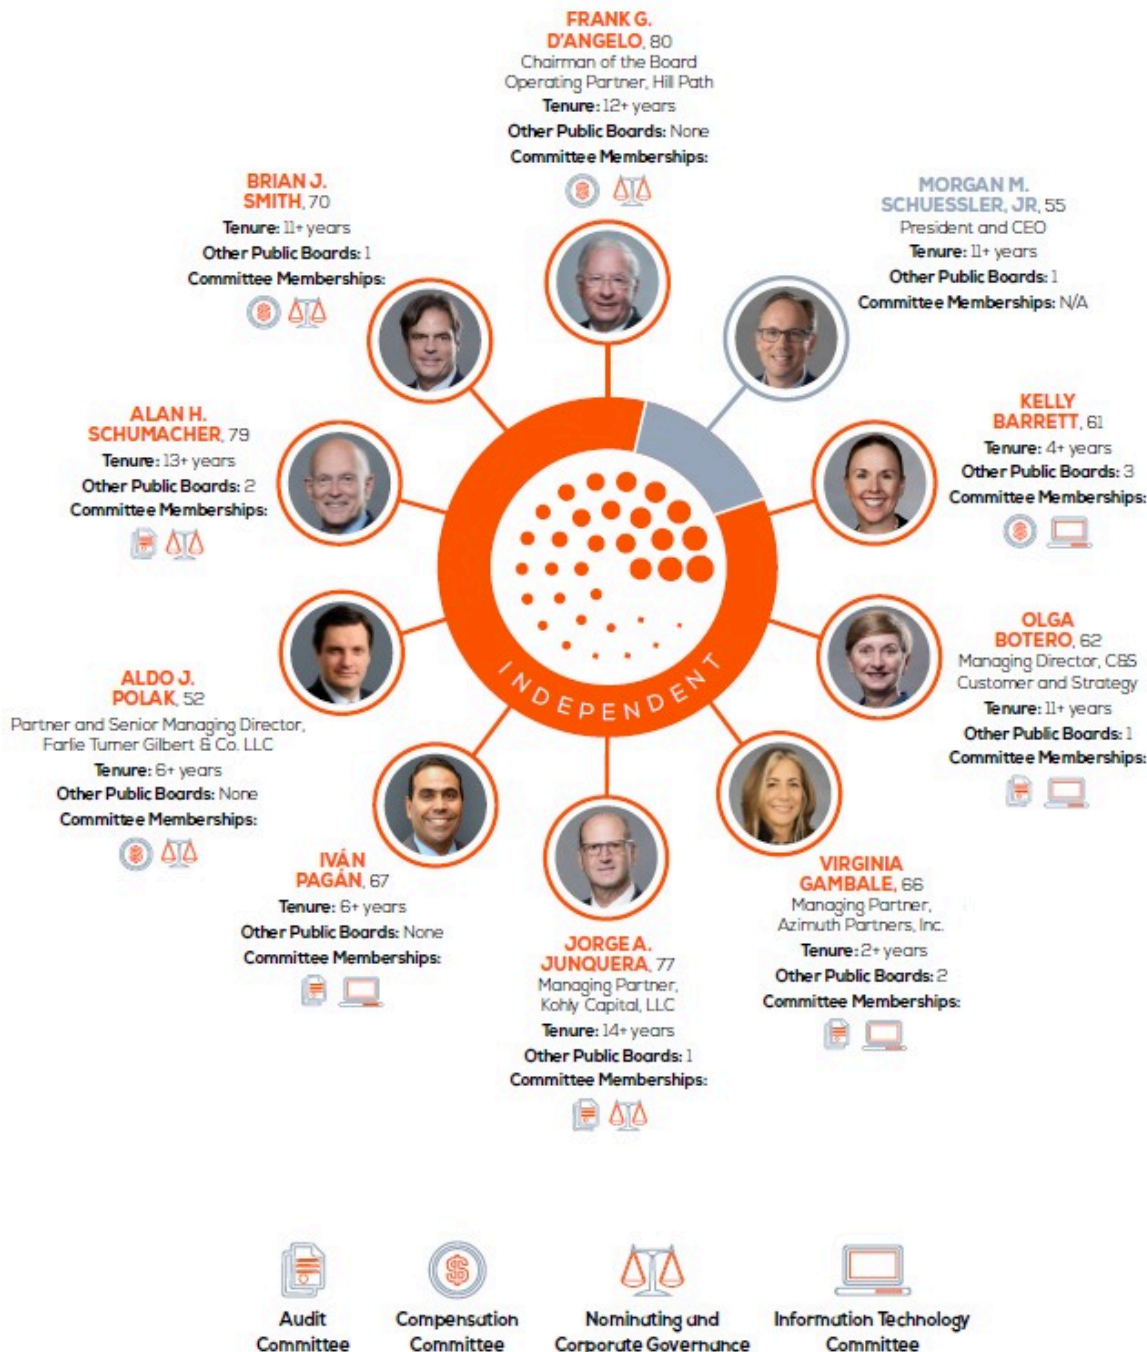 FRANK G.
D'ANGELO, 80
Chairman of the Board
Operating Partner, Hill Path
Tenure: 12+ years
Other Public Boards: None
Committee Memberships:
MORGAN M.
SCHUESSLER, JR, 55
President and CEO
Tenure: 11+ years
Other Public Boards: 1
Committee Memberships: N/A
KELLY
BARRETT, 61
Tenure: 4+ years
Other Public Boards: 3
Committee Memberships:
OLGA
BOTERO, 62
Managing Director, C&S
Customer and Strategy
Tenure: 11+ years
Other Public Boards: 1
Committee Memberships:
VIRGINIA
GAMBALE, 66
Managing Partner,
Azimuth Partners, Inc.
Tenure: 2+ years
Other Public Boards: 2
Committee Memberships:
JORGE A.
JUNQUERA, 77
Managing Partner,
Kohly Capital, LLC
Tenure: 14+ years
Other Public Boards: 1
Committee Memberships:
IVÁN
PAGÁN, 67
Tenure: 6+ years
Other Public Boards: None
Committee Memberships:
ALDO J.
POLAK, 52
Partner and Senior Managing Director,
Farlie Turner Gilbert & Co. LLC
Tenure: 6+ years
Other Public Boards: None
Committee Memberships:
ALAN H.
SCHUMACHER, 79
Tenure: 13+ years
Other Public Boards: 2
Committee Memberships:
BRIAN J.
SMITH, 70
Tenure: 11+ years
Other Public Boards: 1
Committee Memberships:
INDEPENDENT
Audit
Committee
Compensation
Committee
Nominating and
Corporate Governance
Information Technology
Committee